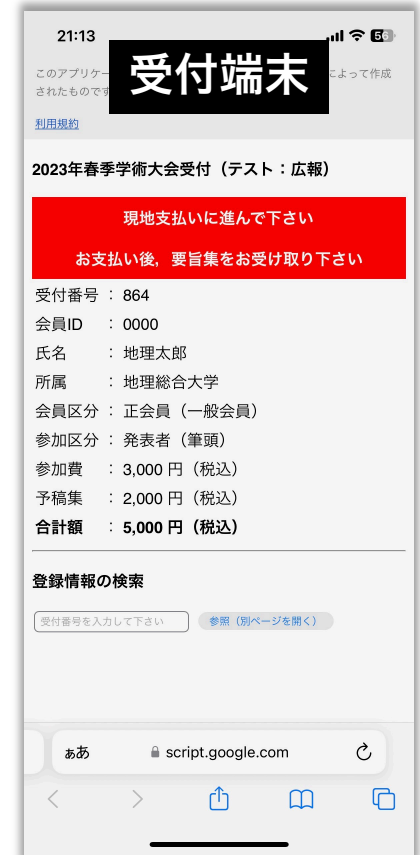 21:13
56
受付端末
このアプリケー
によって作成
されたものです
利用規約
2023年春季学術大会受付（テスト：広報）
現地支払いに進んで下さい
お支払い後，要旨集をお受け取り下さい
受付番号 ： 864
会員ID ： 0000
氏名 ： 地理太郎
所属 ： 地理総合大学
会員区分 ： 正会員（一般会員）
参加区分 ： 発表者（筆頭）
参加費 ： 3,000 円（税込）
予稿集 ： 2,000 円（税込）
合計額 ： 5,000 円（税込）
登録情報の検索
受付番号を入力して下さい 参照（別ページを開く）
ぁあ script.google.com